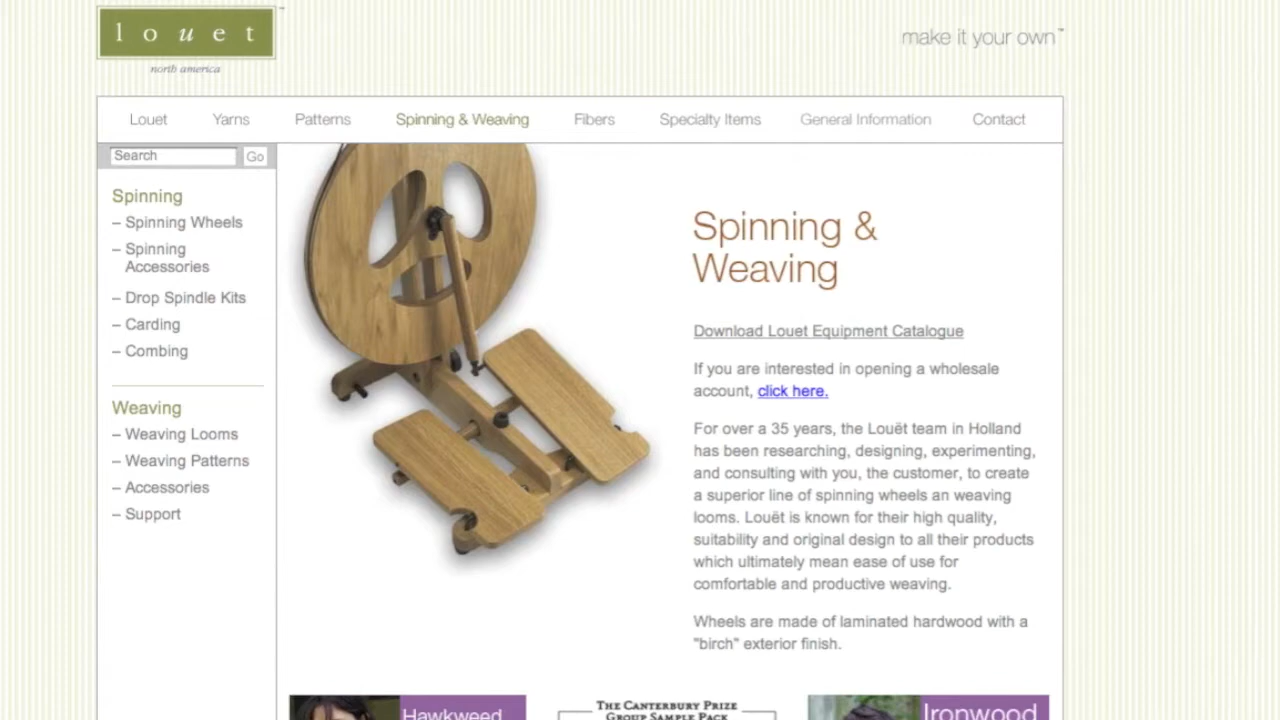 louet
™
north america
make it your own™
Louet
Yarns
Patterns
Spinning & Weaving
Fibers
Specialty Items
General Information
Contact
Search
Go
Spinning
– Spinning Wheels
– Spinning
Accessories
– Drop Spindle Kits
– Carding
– Combing
Weaving
– Weaving Looms
– Weaving Patterns
– Accessories
– Support
Spinning &
Weaving
Download Louet Equipment Catalogue
If you are interested in opening a wholesale
account, click here.
For over a 35 years, the Louët team in Holland
has been researching, designing, experimenting,
and consulting with you, the customer, to create
a superior line of spinning wheels an weaving
looms. Louët is known for their high quality,
suitability and original design to all their products
which ultimately mean ease of use for
comfortable and productive weaving.
Wheels are made of laminated hardwood with a
"birch" exterior finish.
Hawkweed
THE CANTERBURY PRIZE
GROUP SAMPLE PACK
Ironwood